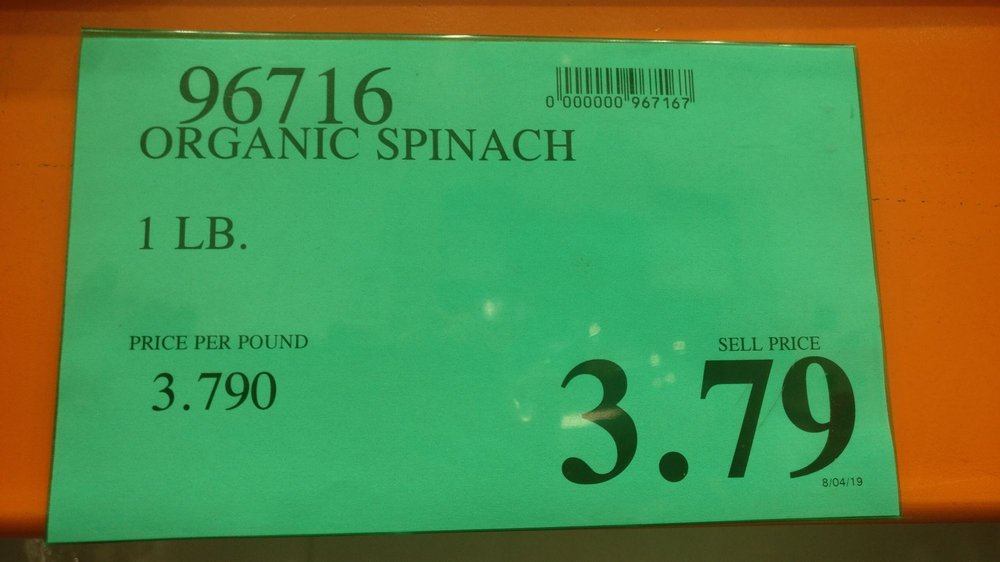 96716
0 000000 967167
ORGANIC SPINACH
1 LB.
PRICE PER POUND
3.790
SELL PRICE
3.79
8/04/19